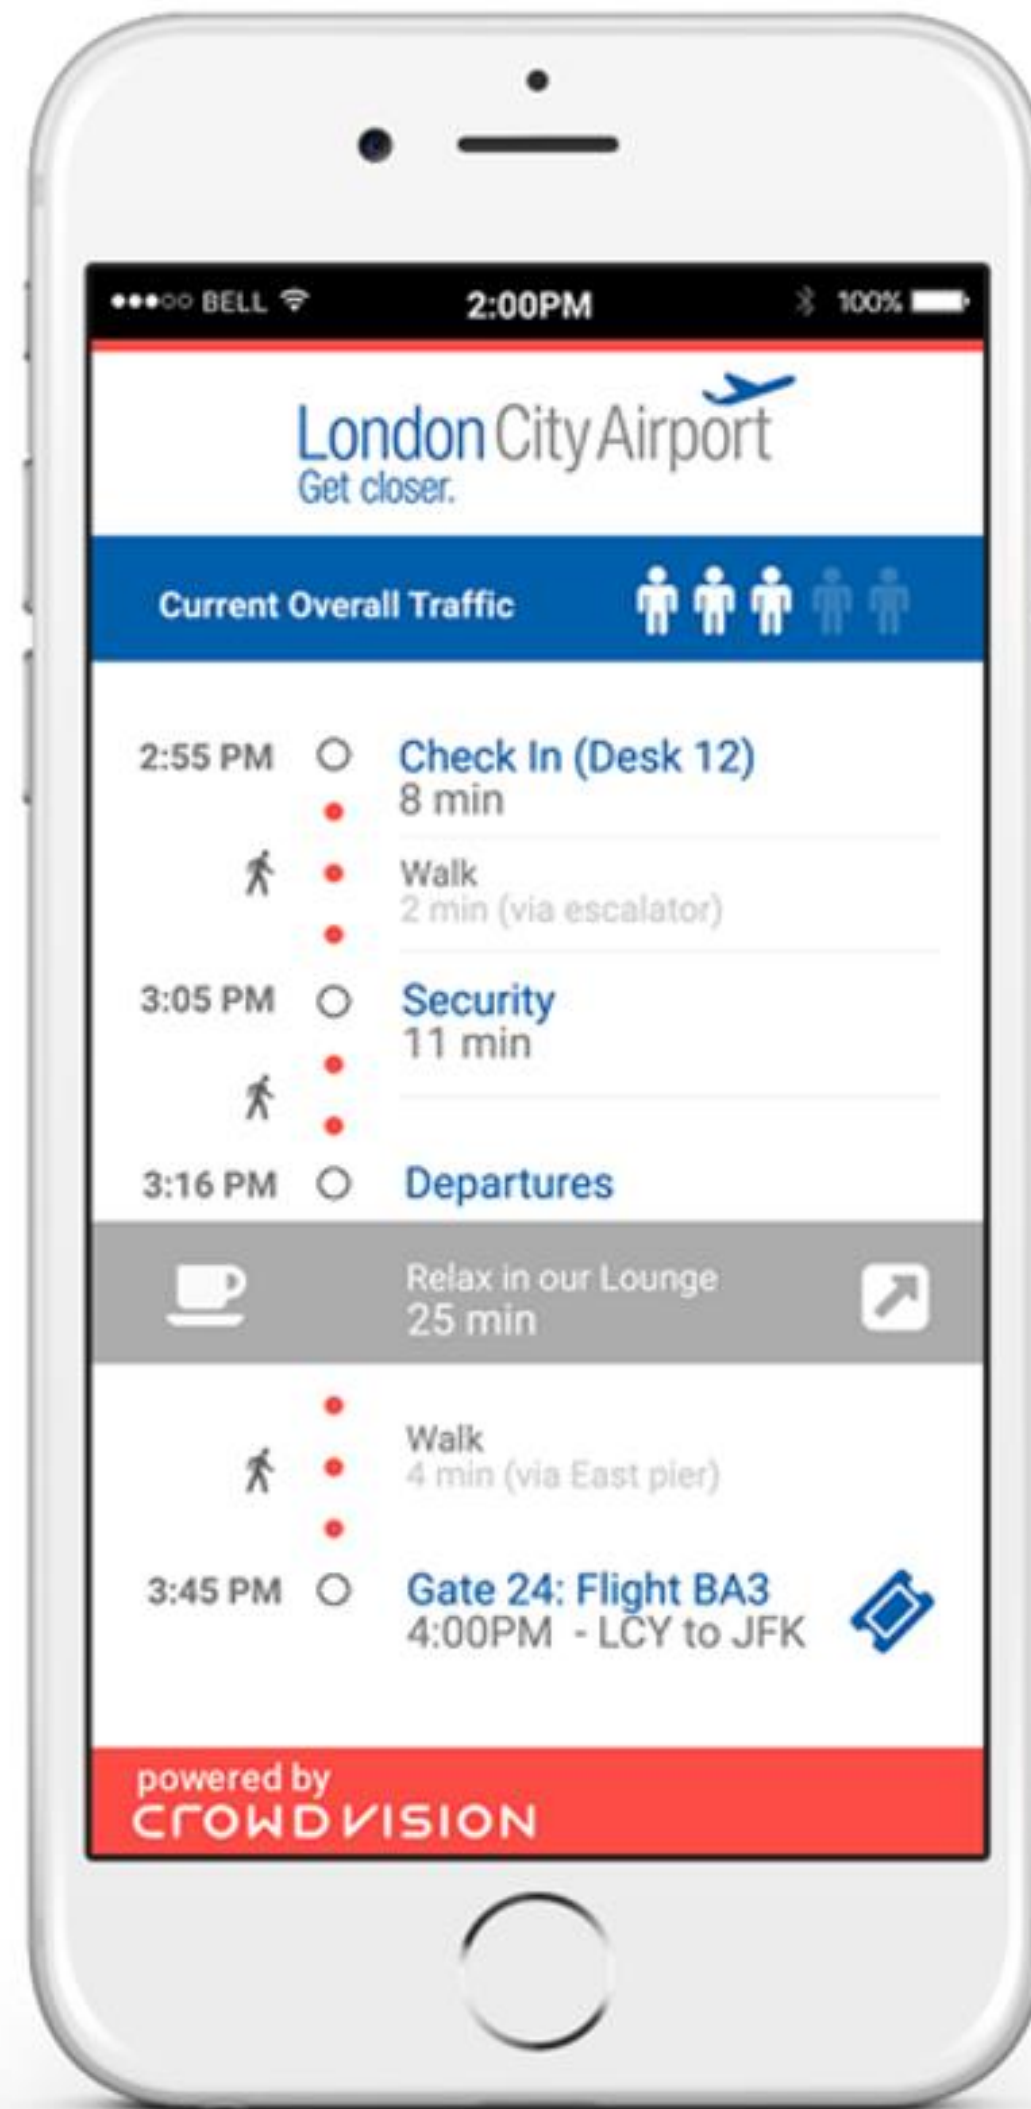 BELL 2:00PM 100%
London City Airport
Get closer.
Current Overall Traffic
2:55 PM Check In (Desk 12)
8 min
Walk
2 min (via escalator)
3:05 PM Security
11 min
3:16 PM Departures
Relax in our Lounge
25 min
Walk
4 min (via East pier)
3:45 PM Gate 24: Flight BA3
4:00PM - LCY to JFK
powered by
CROWDVISION